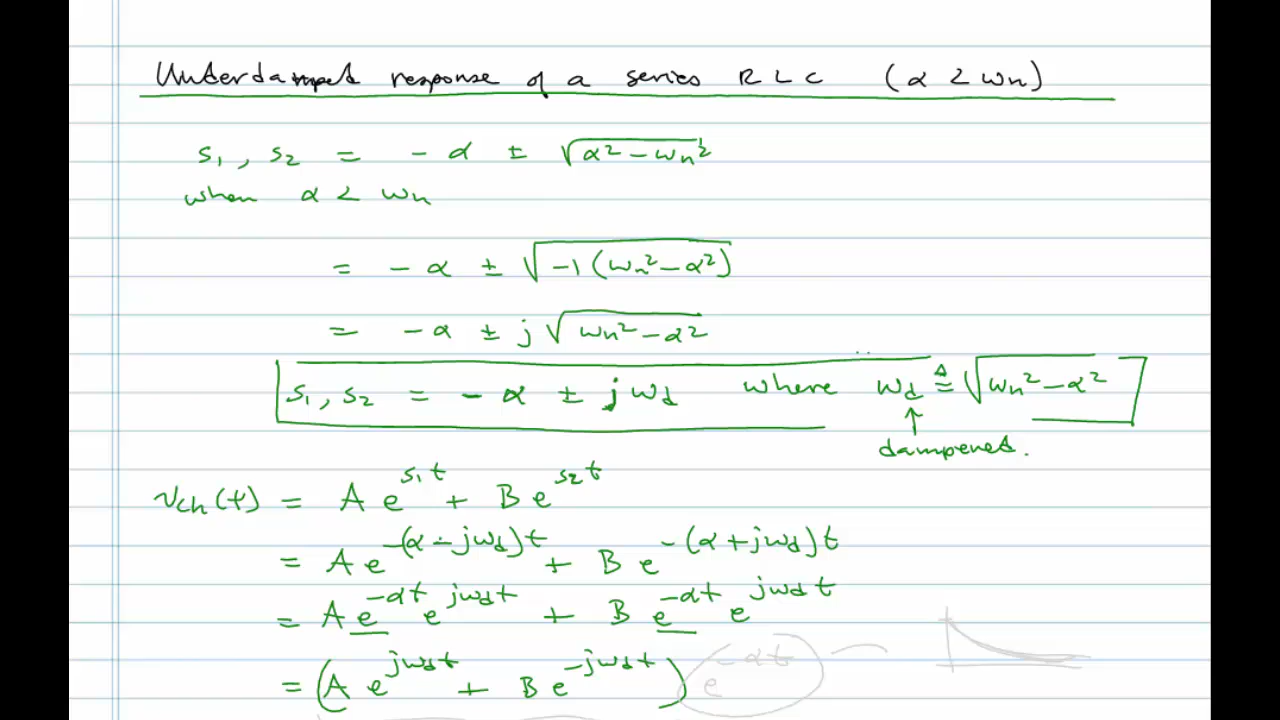 Underdamped response of a series RLC (α < ωn)
s1, s2 = - α ± √(α² - ωn²)
when α < ωn
= - α ± √(-1(ωn² - α²))
= - α ± j √(ωn² - α²)
s1, s2 = - α ± jωd where ωd ≜ √(ωn² - α²)
↑
dampened.
vch(t) = A e^(s1t) + B e^(s2t)
= A e^(-(α - jωd)t) + B e^(-(α + jωd)t)
= A e^(-αt) e^(jωdt) + B e^(-αt) e^(jωdt)
= (A e^(jωdt) + B e^(-jωdt)) e^(-αt)